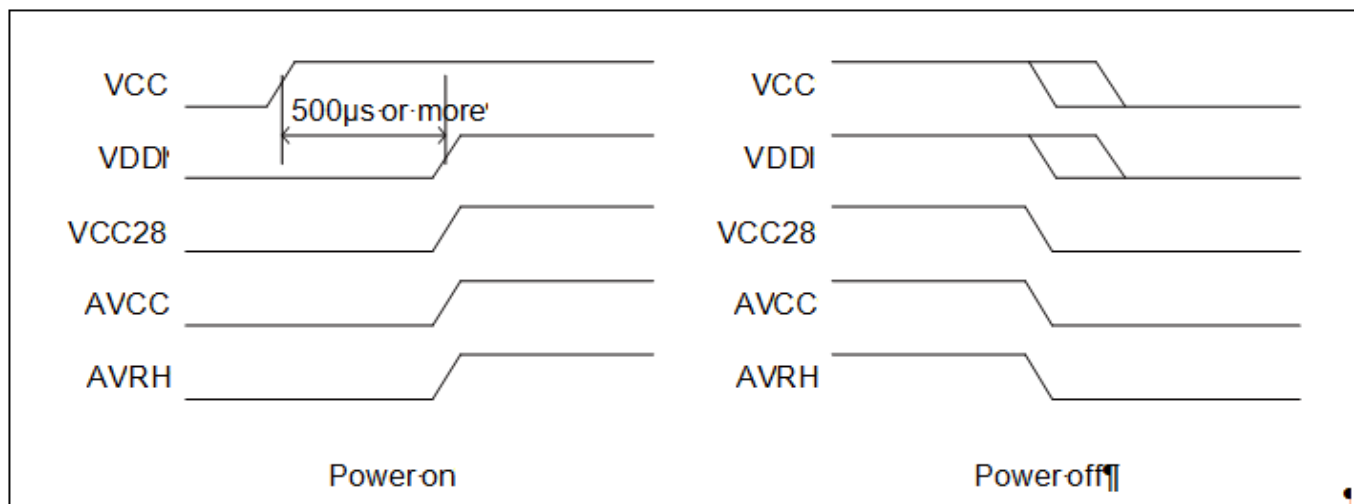 VCC
500µs·or·more
VDDI
VCC28
AVCC
AVRH
Power·on
VCC
VDDI
VCC28
AVCC
AVRH
Power·off¶